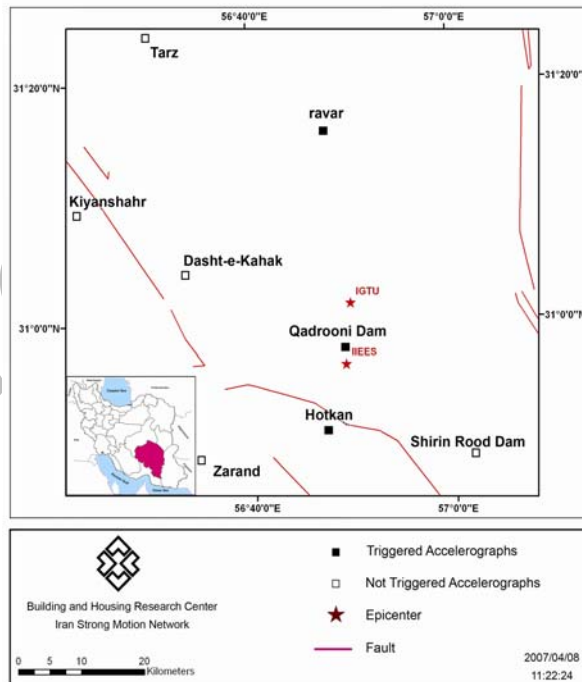 56°40'0"E
57°0'0"E
Tarz
31°20'0"N
31°20'0"N
ravar
Kiyanshahr
Dasht-e-Kahak
IGTU
31°0'0"N
31°0'0"N
Qadrooni Dam
IIEES
Hotkan
Shirin Rood Dam
Zarand
56°40'0"E
57°0'0"E
Triggered Accelerographs
Not Triggered Accelerographs
Building and Housing Research Center
Iran Strong Motion Network
Epicenter
Fault
0
5
10
20
Kilometers
2007/04/08
11:22:24